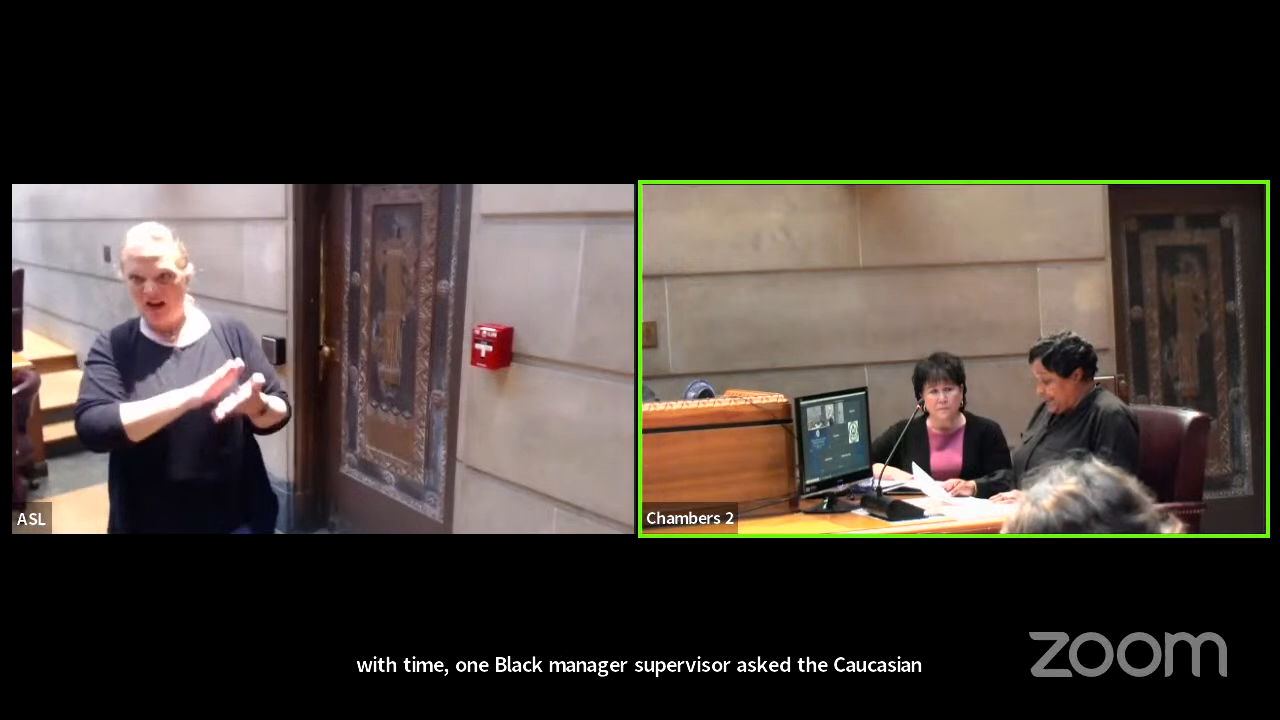 ASL
Chambers 2
with time, one Black manager supervisor asked the Caucasian
zoom